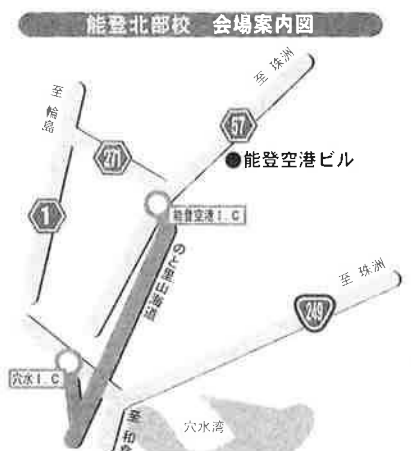 能登北部校 会場案内図
至 珠洲
至 輪島
57
271
能登空港ビル
1
能登空港I.C
のと里山海道
至 珠洲
249
穴水I.C
至 和倉
穴水湾